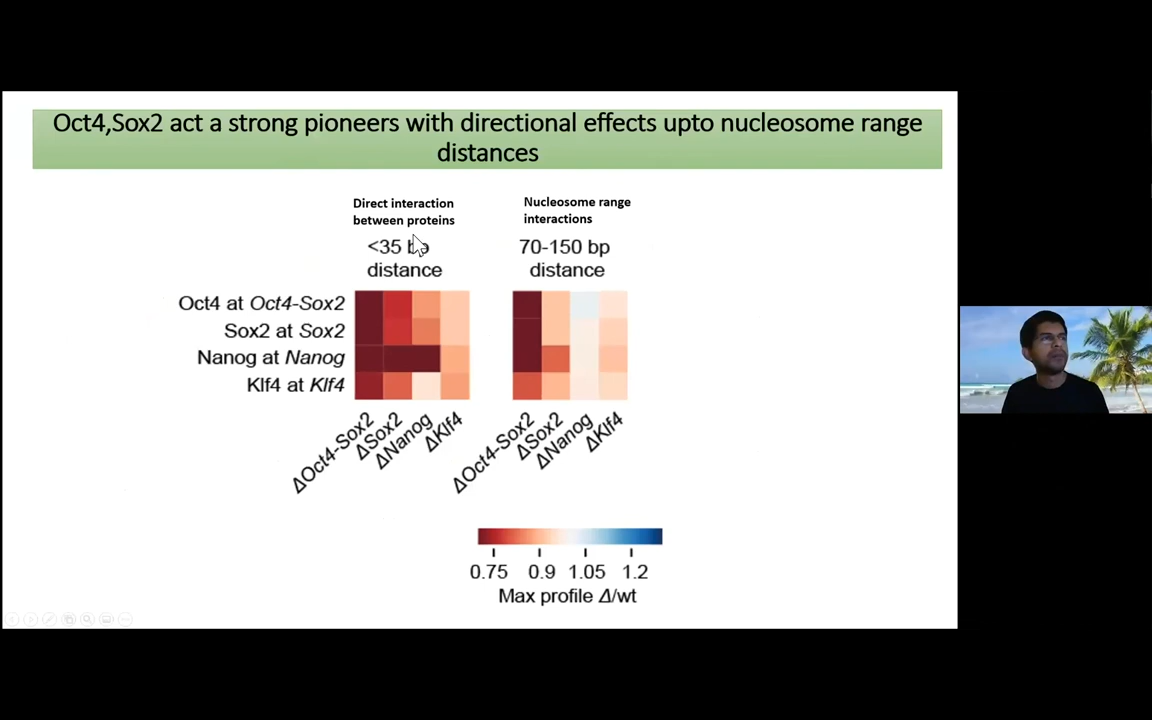 Oct4,Sox2 act a strong pioneers with directional effects upto nucleosome range
distances
Direct interaction
between proteins
<35 bp
distance
Nucleosome range
interactions
70-150 bp
distance
Oct4 at Oct4-Sox2
Sox2 at Sox2
Nanog at Nanog
Klf4 at Klf4
ΔOct4-Sox2
ΔSox2
ΔNanog
ΔKlf4
ΔOct4-Sox2
ΔSox2
ΔNanog
ΔKlf4
0.75 0.9 1.05 1.2
Max profile Δ/wt